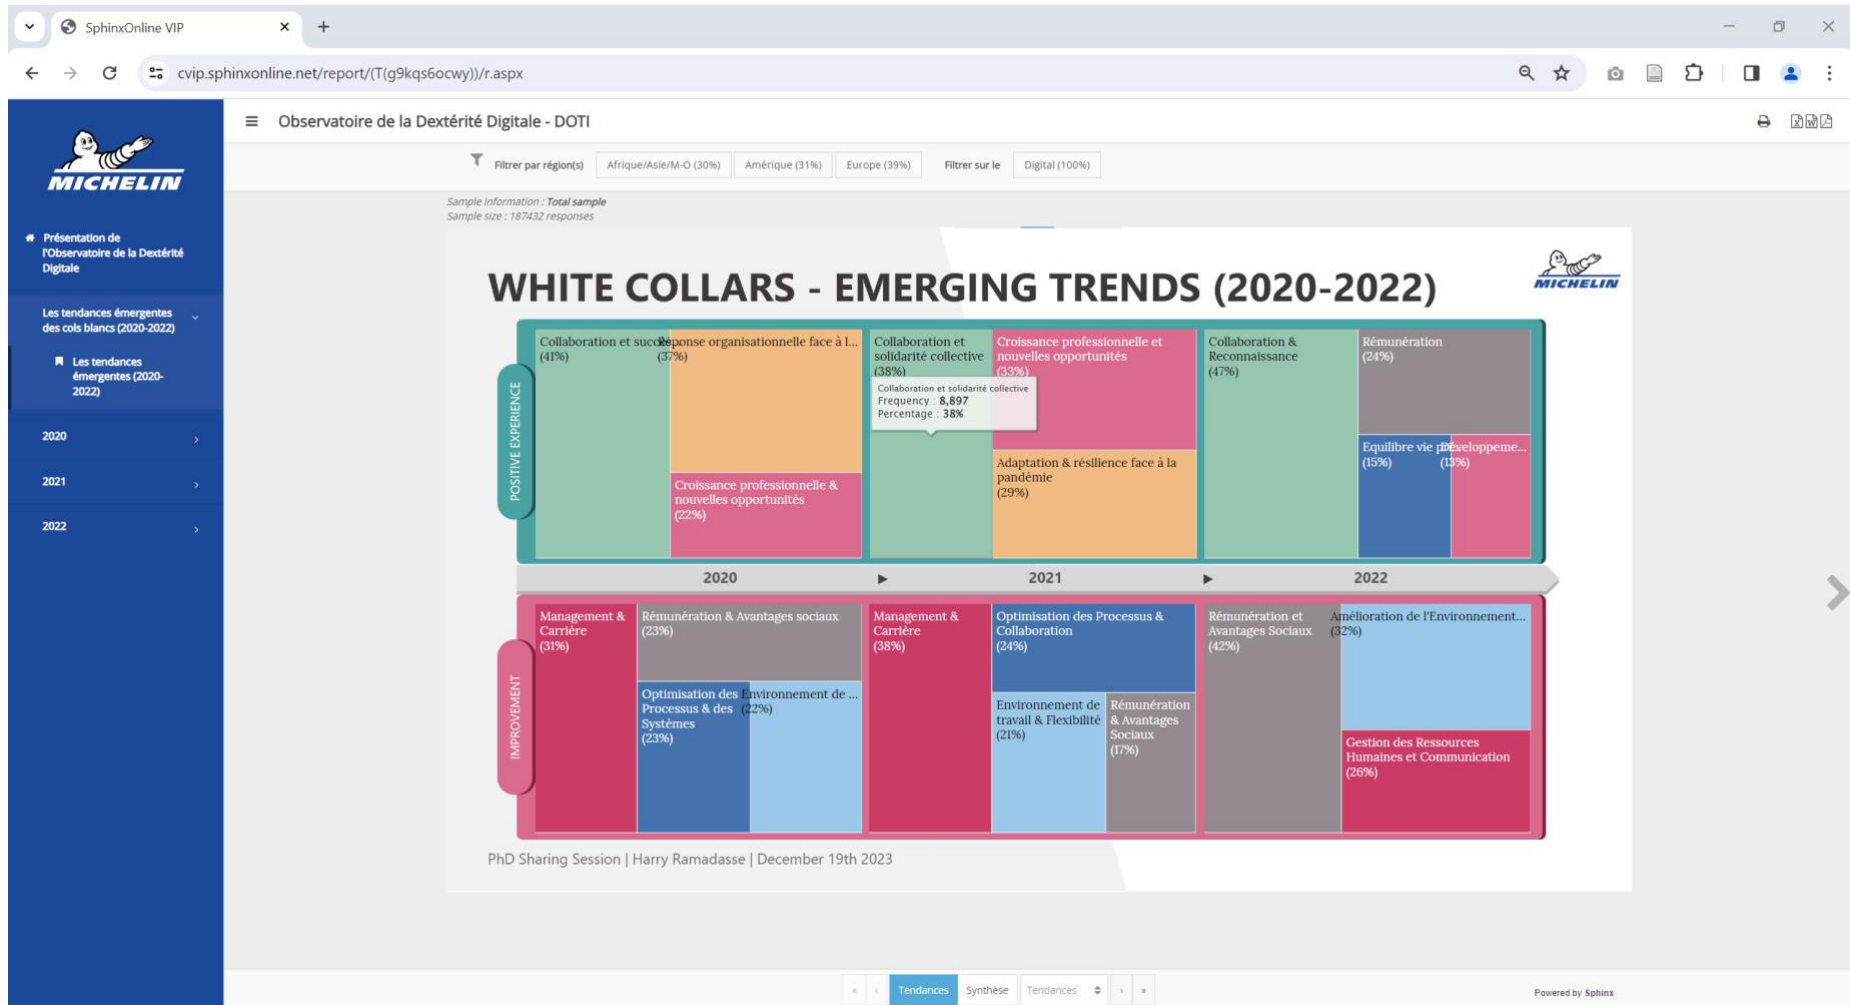 SphinxOnline VIP
cvip.sphinxonline.net/report/(T(g9kqs6ocwy))/r.aspx
MICHELIN
Présentation de
l'Observatoire de la Dextérité
Digitale
Les tendances émergentes
des cols blancs (2020-2022)
Les tendances
émergentes (2020-
2022)
2020
2021
2022
Observatoire de la Dextérité Digitale - DOTI
Filtrer par région(s) Afrique/Asie/M-O (30%) Amérique (31%) Europe (39%) Filtrer sur le Digital (100%)
Sample information : Total sample
Sample size : 187432 responses
WHITE COLLARS - EMERGING TRENDS (2020-2022)
MICHELIN
POSITIVE EXPERIENCE
Collaboration et succès
(41%)
Réponse organisationnelle face à l...
(37%)
Croissance professionnelle &
nouvelles opportunités
(22%)
Collaboration et
solidarité collective
(38%)
Collaboration et solidarité collective
Frequency : 8,897
Percentage : 38%
Croissance professionnelle et
nouvelles opportunités
(33%)
Adaptation & résilience face à la
pandémie
(29%)
Collaboration &
Reconnaissance
(47%)
Rémunération
(24%)
Equilibre vie
(15%)
Développeme...
(13%)
2020 ► 2021 ► 2022
IMPROVEMENT
Management &
Carrière
(31%)
Rémunération & Avantages sociaux
(23%)
Optimisation des
Processus & des
Systèmes
(23%)
Environnement de ...
(22%)
Management &
Carrière
(38%)
Optimisation des Processus &
Collaboration
(24%)
Environnement de
travail & Flexibilité
(21%)
Rémunération
& Avantages
Sociaux
(17%)
Rémunération et
Avantages Sociaux
(42%)
Amélioration de l'Environnement...
(32%)
Gestion des Ressources
Humaines et Communication
(26%)
PhD Sharing Session | Harry Ramadasse | December 19th 2023
« ‹ Tendances Synthèse Tendances › »
Powered by Sphinx